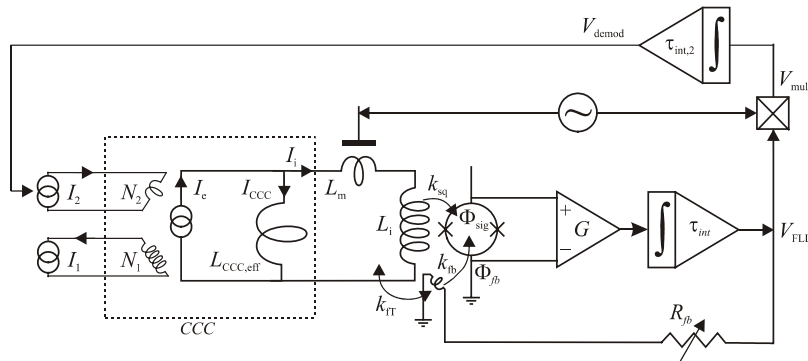 V_demod
τ_int,2
∫
V_mul
~
I_2
N_2
I_e
I_CCC
I_i
L_m
k_sq
L_i
Φ_sig
+
G
−
∫
τ_int
V_FLL
I_1
N_1
L_CCC,eff
k_fT
k_fb
Φ_fb
R_fb
CCC